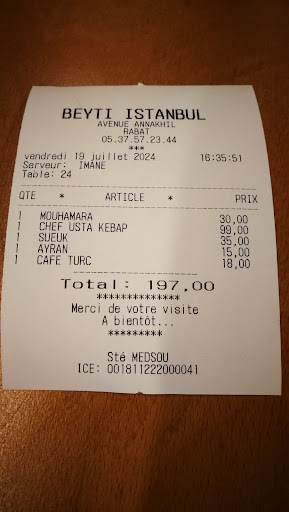 BEYTI ISTANBUL
AVENUE ANNAKHIL
RABAT
05.37.57.23.44
***
vendredi 19 juillet 2024 16:35:51
Serveur: IMANE
Table: 24
QTE * ARTICLE * PRIX
1 MOUHAMARA 30,00
1 CHEF USTA KEBAP 99,00
1 SUEUK 35,00
1 AYRAN 15,00
1 CAFE TURC 18,00
Total: 197,00
**************
Merci de votre visite
A bientôt...
*********
Sté MEDSOU
ICE: 001811222000041